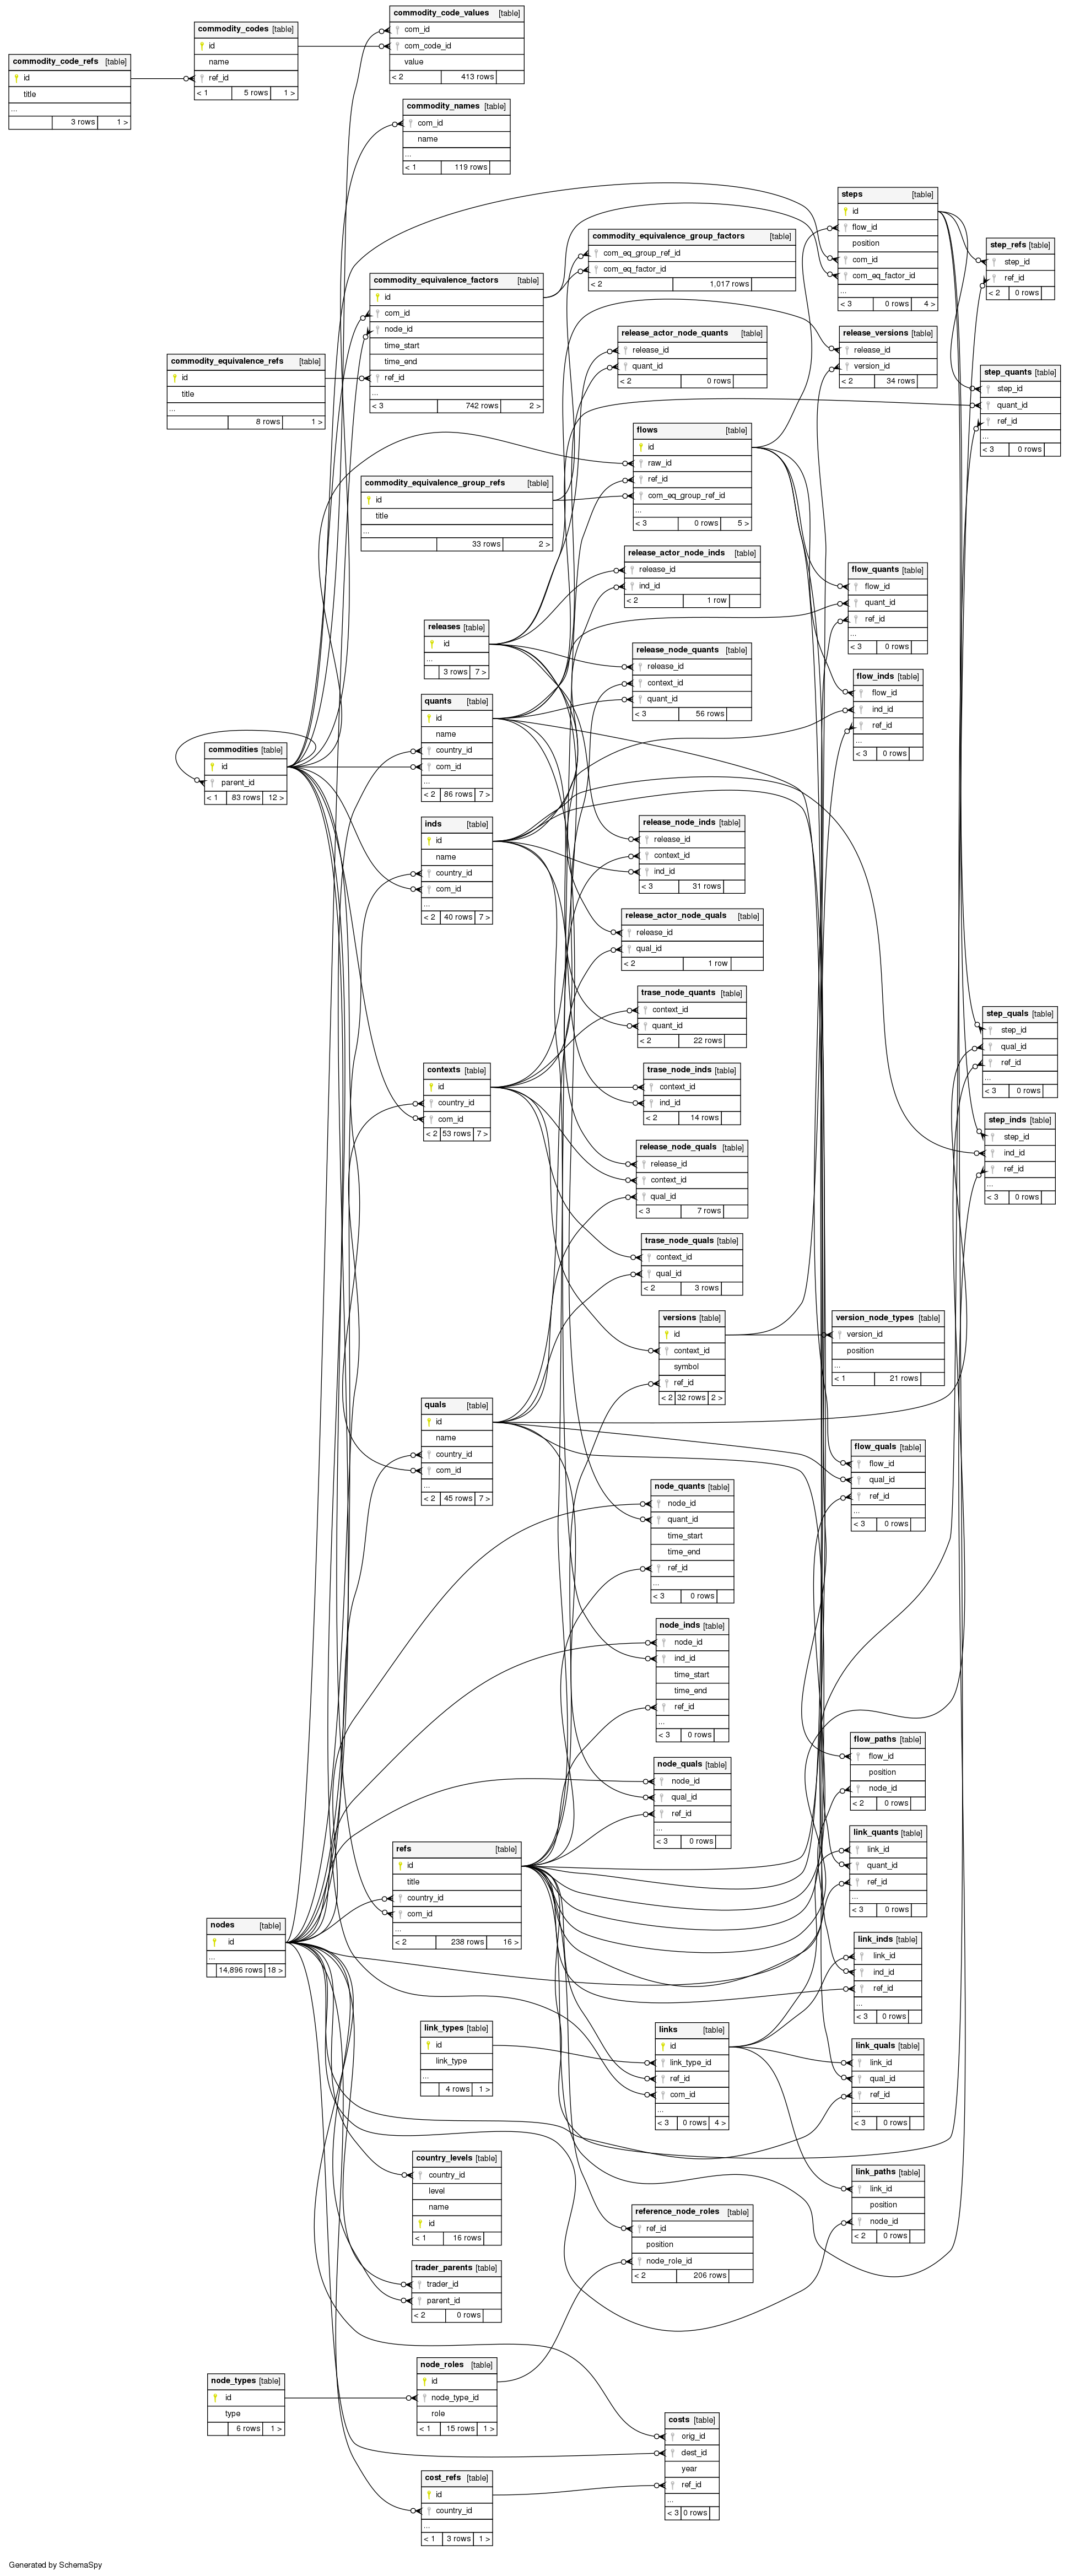 commodity_code_values [table]
com_id
com_code_id
value
< 2 413 rows
commodity_codes [table]
id
name
ref_id
< 1 5 rows 1 >
commodity_code_refs [table]
id
title
...
3 rows 1 >
commodity_names [table]
com_id
name
...
< 1 119 rows
steps [table]
id
flow_id
position
com_id
com_eq_factor_id
...
< 3 0 rows 4 >
commodity_equivalence_group_factors [table]
com_eq_group_ref_id
com_eq_factor_id
< 2 1,017 rows
step_refs [table]
step_id
ref_id
< 2 0 rows
commodity_equivalence_factors [table]
id
com_id
node_id
time_start
time_end
ref_id
...
< 3 742 rows 2 >
release_actor_node_quants [table]
release_id
quant_id
< 2 0 rows
release_versions [table]
release_id
version_id
< 2 34 rows
commodity_equivalence_refs [table]
id
title
...
8 rows 1 >
step_quants [table]
step_id
quant_id
ref_id
...
< 3 0 rows
flows [table]
id
raw_id
ref_id
com_eq_group_ref_id
...
< 3 0 rows 5 >
commodity_equivalence_group_refs [table]
id
title
...
33 rows 2 >
release_actor_node_inds [table]
release_id
ind_id
< 2 1 row
flow_quants [table]
flow_id
quant_id
ref_id
...
< 3 0 rows
releases [table]
id
...
3 rows 7 >
release_node_quants [table]
release_id
context_id
quant_id
< 3 56 rows
flow_inds [table]
flow_id
ind_id
ref_id
...
< 3 0 rows
quants [table]
id
name
country_id
com_id
...
< 2 86 rows 7 >
commodities [table]
id
parent_id
< 1 83 rows 12 >
inds [table]
id
name
country_id
com_id
...
< 2 40 rows 7 >
release_node_inds [table]
release_id
context_id
ind_id
< 3 31 rows
release_actor_node_quals [table]
release_id
qual_id
< 2 1 row
trase_node_quants [table]
context_id
quant_id
< 2 22 rows
step_quals [table]
step_id
qual_id
ref_id
...
< 3 0 rows
contexts [table]
id
country_id
com_id
< 2 53 rows 7 >
trase_node_inds [table]
context_id
ind_id
< 2 14 rows
step_inds [table]
step_id
ind_id
ref_id
...
< 3 0 rows
release_node_quals [table]
release_id
context_id
qual_id
< 3 7 rows
trase_node_quals [table]
context_id
qual_id
< 2 3 rows
versions [table]
id
context_id
symbol
ref_id
< 2 32 rows 2 >
version_node_types [table]
version_id
position
...
< 1 21 rows
quals [table]
id
name
country_id
com_id
...
< 2 45 rows 7 >
flow_quals [table]
flow_id
qual_id
ref_id
...
< 3 0 rows
node_quants [table]
node_id
quant_id
time_start
time_end
ref_id
...
< 3 0 rows
node_inds [table]
node_id
ind_id
time_start
time_end
ref_id
...
< 3 0 rows
flow_paths [table]
flow_id
position
node_id
< 2 0 rows
node_quals [table]
node_id
qual_id
ref_id
...
< 3 0 rows
link_quants [table]
link_id
quant_id
ref_id
...
< 3 0 rows
refs [table]
id
title
country_id
com_id
...
< 2 238 rows 16 >
nodes [table]
id
...
14,896 rows 18 >
link_inds [table]
link_id
ind_id
ref_id
...
< 3 0 rows
link_types [table]
id
link_type
...
4 rows 1 >
links [table]
id
link_type_id
ref_id
com_id
...
< 3 0 rows 4 >
link_quals [table]
link_id
qual_id
ref_id
...
< 3 0 rows
country_levels [table]
country_id
level
name
id
< 1 16 rows
link_paths [table]
link_id
position
node_id
< 2 0 rows
reference_node_roles [table]
ref_id
position
node_role_id
< 2 206 rows
trader_parents [table]
trader_id
parent_id
< 2 0 rows
node_roles [table]
id
node_type_id
role
< 1 15 rows 1 >
node_types [table]
id
type
6 rows 1 >
costs [table]
orig_id
dest_id
year
ref_id
...
< 3 0 rows
cost_refs [table]
id
country_id
...
< 1 3 rows 1 >
Generated by SchemaSpy